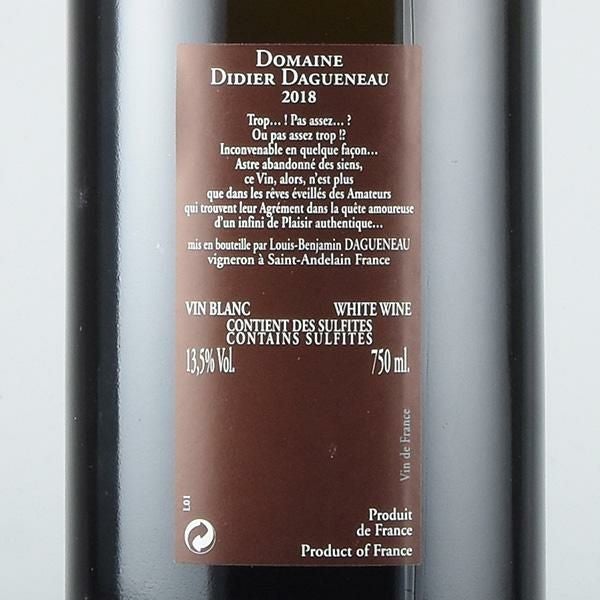 DOMAINE
DIDIER DAGUENEAU
2018
Trop... ! Pas assez... ?
Ou pas assez trop !?
Inconvenable en quelque façon...
Astre abandonné des siens,
ce Vin, alors, n'est plus
que dans les rêves éveillés des Amateurs
qui trouvent leur Agrément dans la quête amoureuse
d'un infini de Plaisir authentique...
mis en bouteille par Louis-Benjamin DAGUENEAU
vigneron à Saint-Andelain France
VIN BLANC WHITE WINE
CONTIENT DES SULFITES
CONTAINS SULFITES
13,5% Vol. 750 ml.
Vin de France
L01
Produit
de France
Product of France